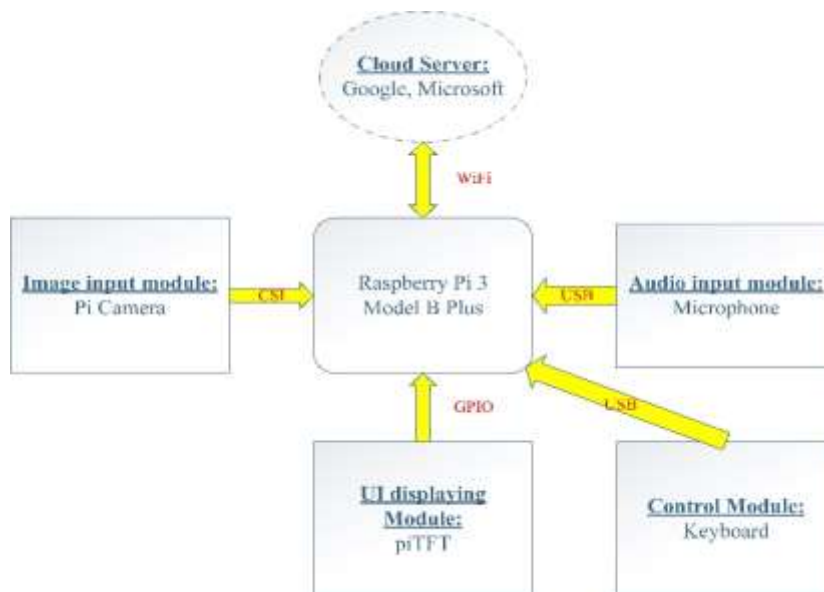 Cloud Server:
Google, Microsoft
WiFi
Image input module:
Pi Camera
CSI
Raspberry Pi 3
Model B Plus
USB
Audio input module:
Microphone
GPIO
USB
UI displaying
Module:
piTFT
Control Module:
Keyboard